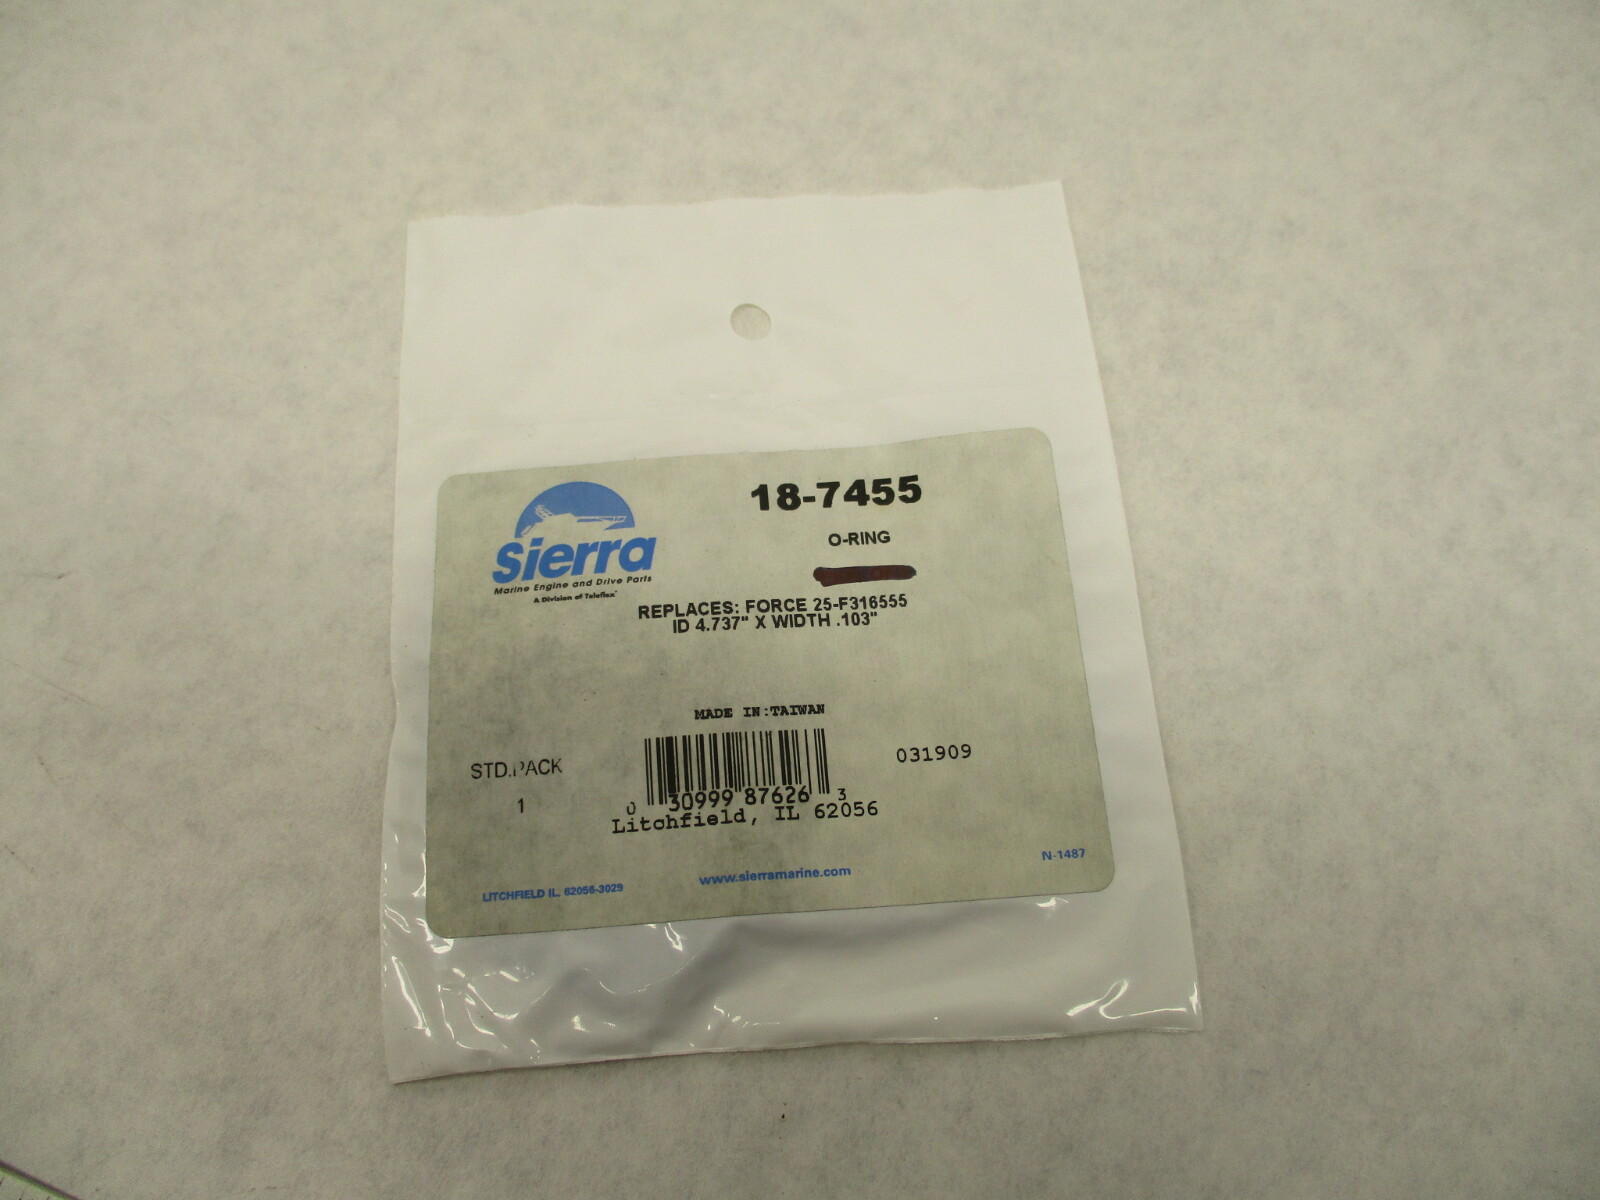 18-7455
O-RING
Sierra
Marine Engine and Drive Parts
A Division of Teleflex
REPLACES: FORCE 25-F316555
ID 4.737" X WIDTH .103"
MADE IN:TAIWAN
STD.PACK
1
031909
0 30999 87626 3
Litchfield, IL 62056
N-1487
www.sierramarine.com
LITCHFIELD IL. 62056-3029